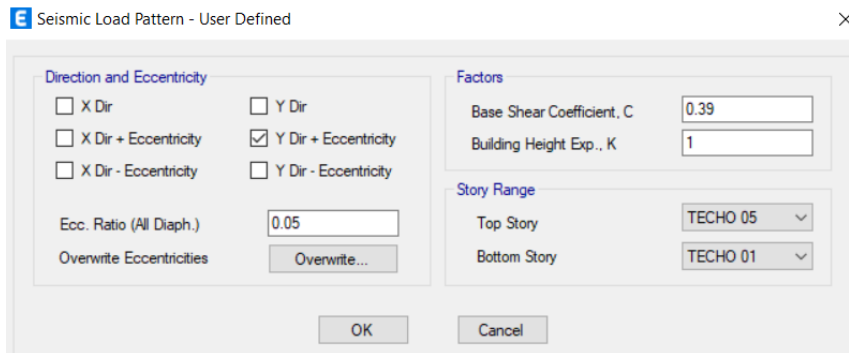 E Seismic Load Pattern - User Defined
Direction and Eccentricity
X Dir
Y Dir
X Dir + Eccentricity
Y Dir + Eccentricity
X Dir - Eccentricity
Y Dir - Eccentricity
Ecc. Ratio (All Diaph.)
0.05
Overwrite Eccentricities
Overwrite...
Factors
Base Shear Coefficient, C
0.39
Building Height Exp., K
1
Story Range
Top Story
TECHO 05
Bottom Story
TECHO 01
OK
Cancel